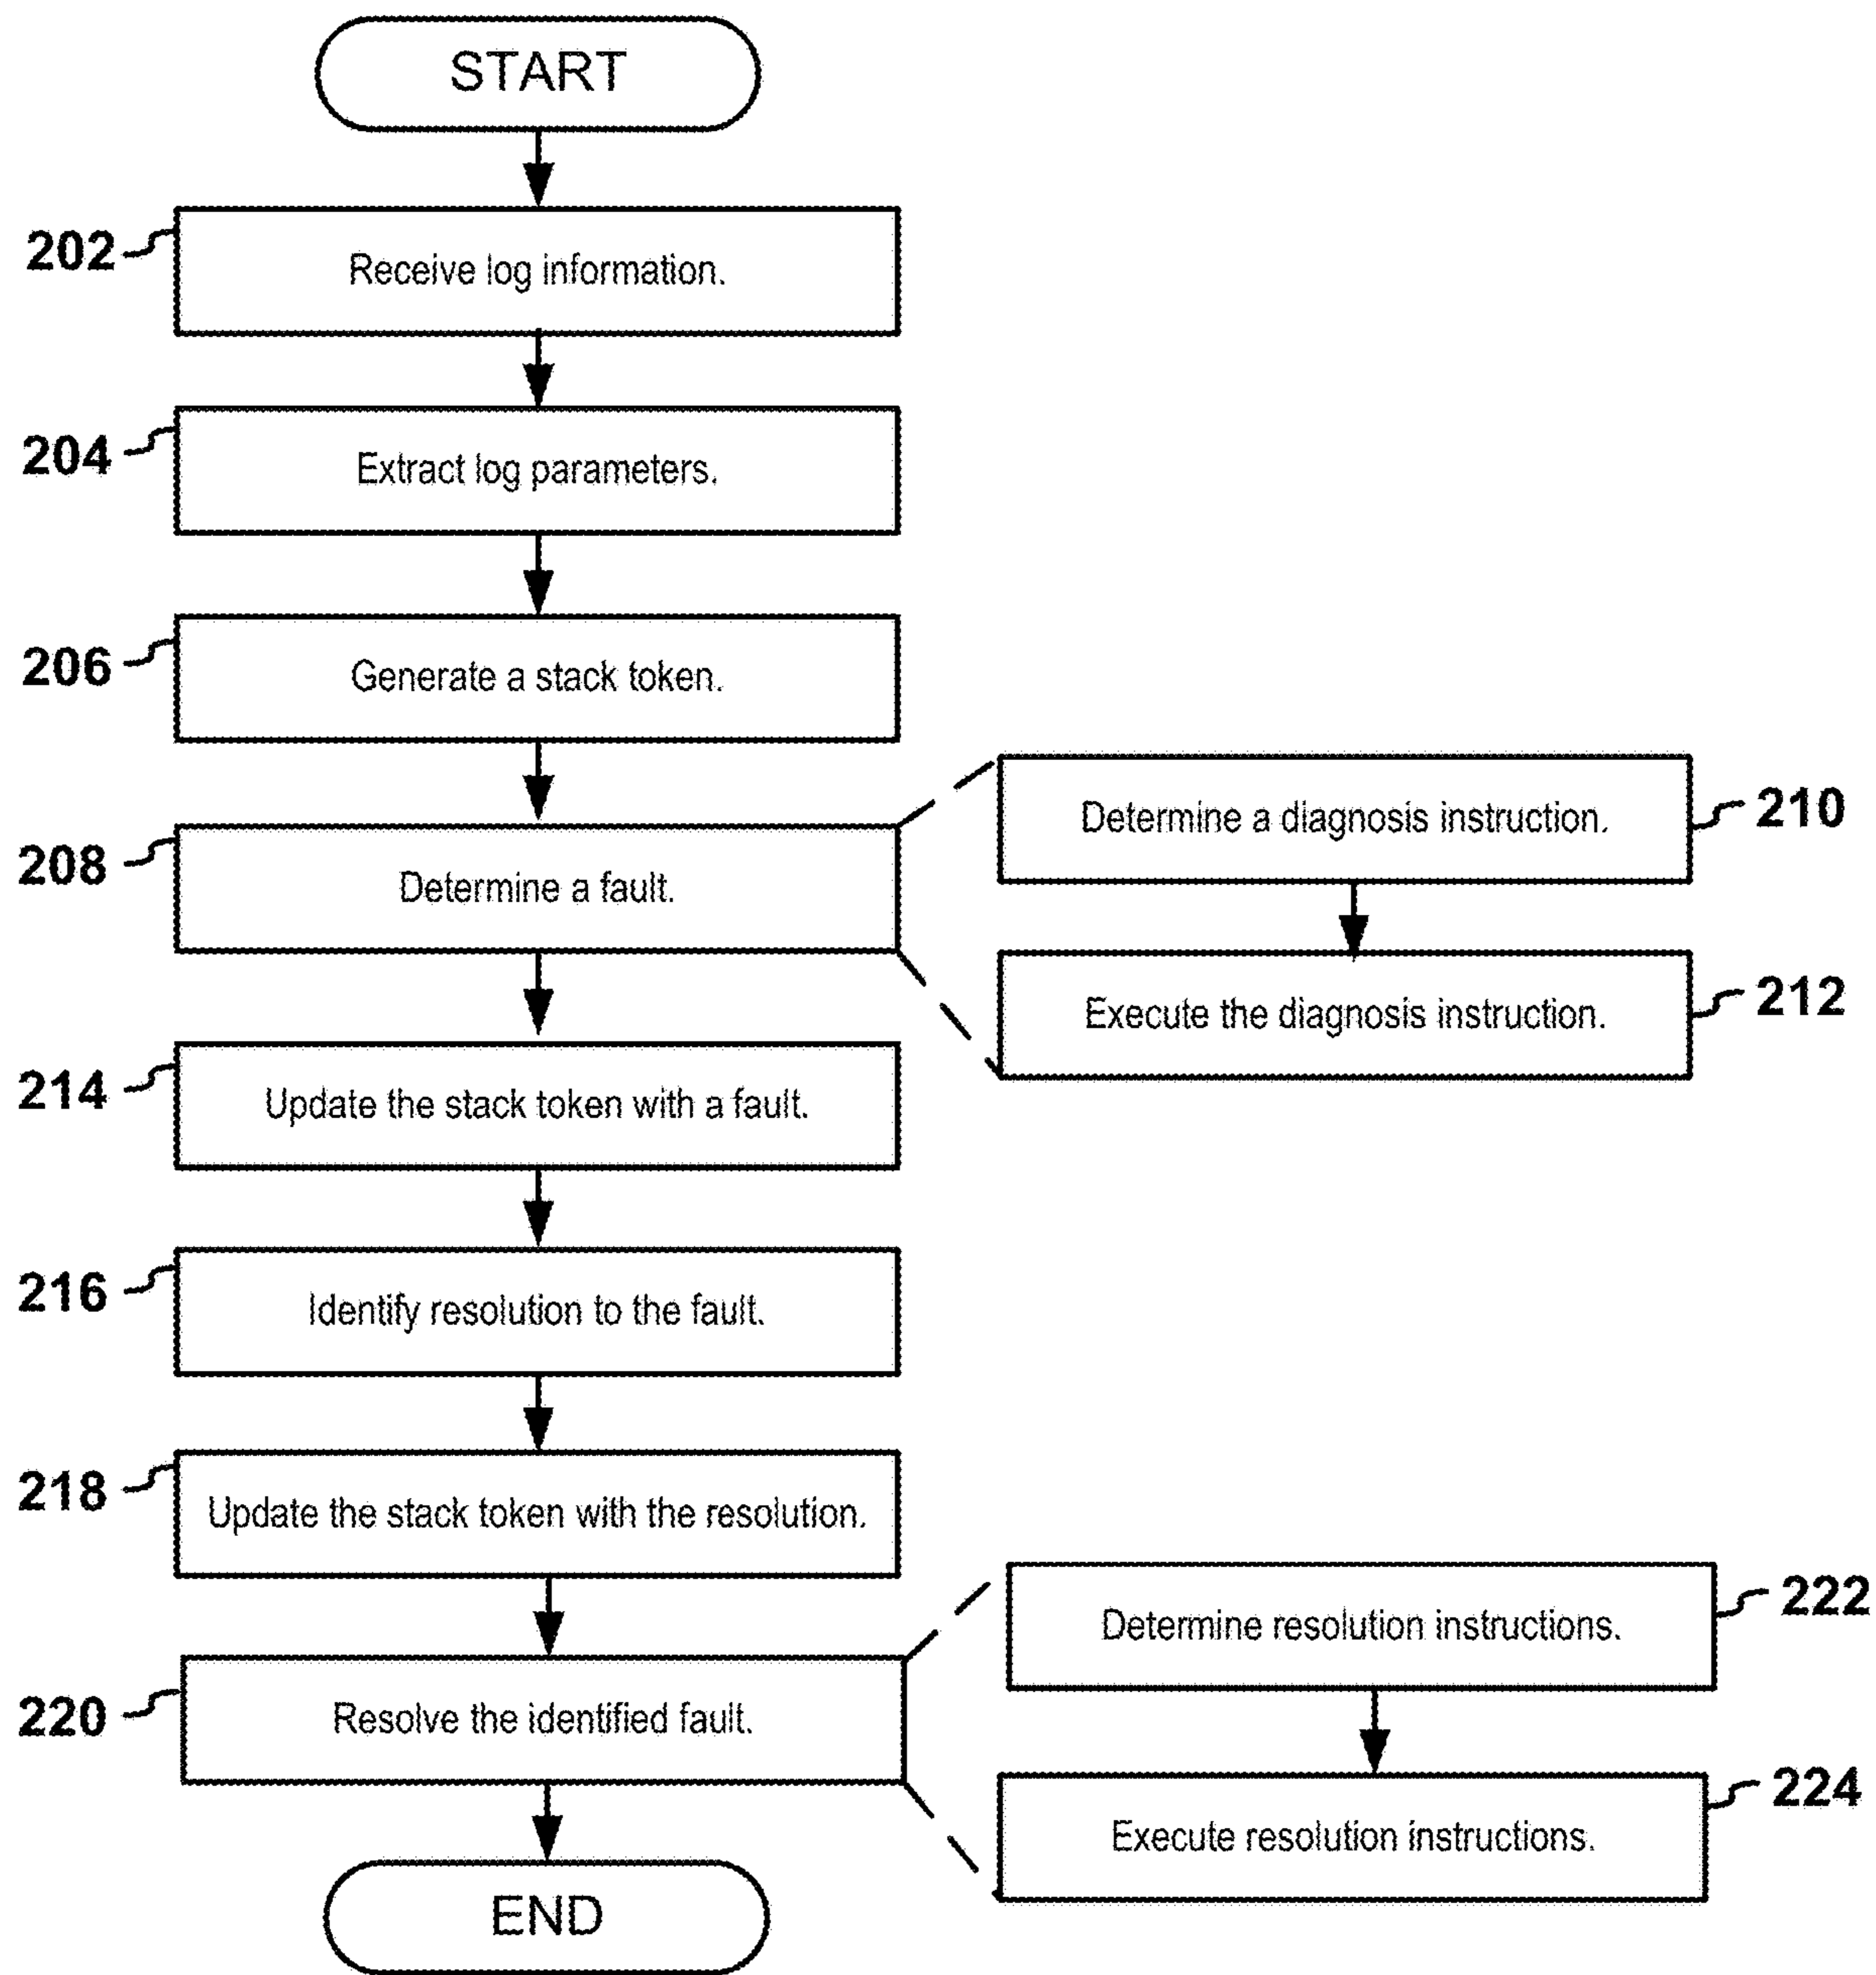 START
202
Receive log information.
204
Extract log parameters.
206
Generate a stack token.
208
Determine a fault.
Determine a diagnosis instruction.
210
Execute the diagnosis instruction.
212
214
Update the stack token with a fault.
216
Identify resolution to the fault.
218
Update the stack token with the resolution.
220
Resolve the identified fault.
Determine resolution instructions.
222
Execute resolution instructions.
224
END